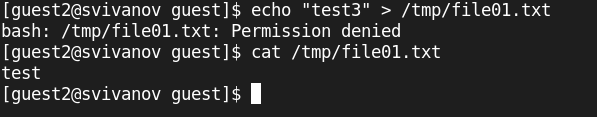 [guest2@svivanov guest]$ echo "test3" > /tmp/file01.txt
bash: /tmp/file01.txt: Permission denied
[guest2@svivanov guest]$ cat /tmp/file01.txt
test
[guest2@svivanov guest]$